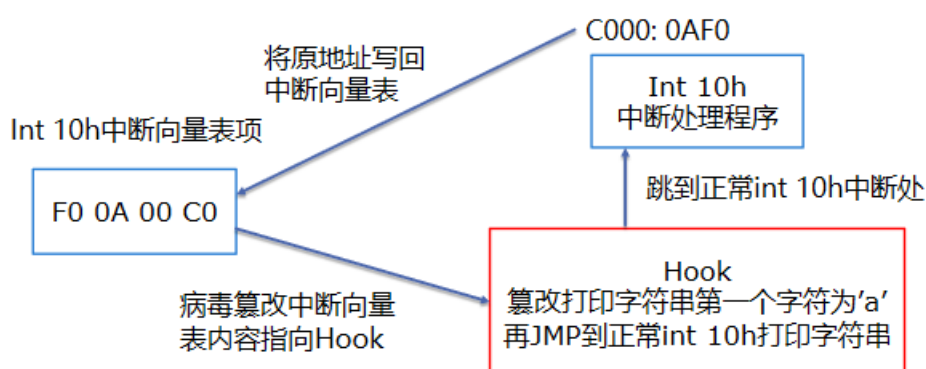 C000: 0AF0
将原地址写回
中断向量表
Int 10h
中断处理程序
Int 10h中断向量表项
F0 0A 00 C0
跳到正常int 10h中断处
病毒篡改中断向量
表内容指向Hook
Hook
篡改打印字符串第一个字符为'a'
再JMP到正常int 10h打印字符串